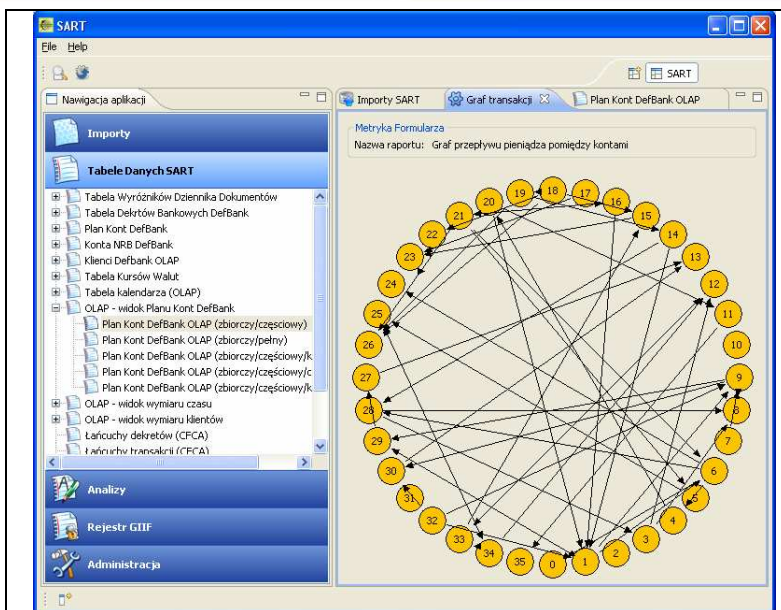 SART
File Help
SART
Nawigacja aplikacji
Importy
Tabele Danych SART
Tabela Wyróżników Dziennika Dokumentów
Tabela Dekrtów Bankowych DefBank
Plan Kont DefBank
Konta NRB DefBank
Klienci Defbank OLAP
Tabela Kursów Walut
Tabela kalendarza (OLAP)
OLAP - widok Planu Kont DefBank
Plan Kont DefBank OLAP (zbiorczy/częsciowy)
Plan Kont DefBank OLAP (zbiorczy/pełny)
Plan Kont DefBank OLAP (zbiorczy/częściowy/k
Plan Kont DefBank OLAP (zbiorczy/częściowy/c
Plan Kont DefBank OLAP (zbiorczy/częściowy/k
OLAP - widok wymiaru czasu
OLAP - widok wymiaru klientów
Łańcuchy dekretów (CFCA)
Łańcuchy transakcji (CFCA)
Analizy
Rejestr GIIF
Administracja
Importy SART
Graf transakcji
Plan Kont DefBank OLAP
Metryka Formularza
Nazwa raportu: Graf przepływu pieniądza pomiędzy kontami
0
1
2
3
4
5
6
7
8
9
10
11
12
13
14
15
16
17
18
19
20
21
22
23
24
25
26
27
28
29
30
31
32
33
34
35